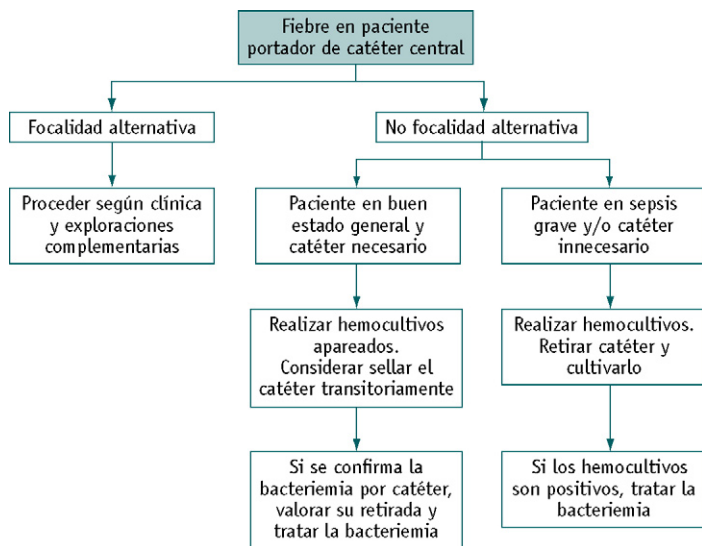 Fiebre en paciente
portador de catéter central
Focalidad alternativa
No focalidad alternativa
Proceder según clínica
y exploraciones
complementarias
Paciente en buen
estado general y
catéter necesario
Paciente en sepsis
grave y/o catéter
innecesario
Realizar hemocultivos
apareados.
Considerar sellar el
catéter transitoriamente
Realizar hemocultivos.
Retirar catéter y
cultivarlo
Si se confirma la
bacteriemia por catéter,
valorar su retirada y
tratar la bacteriemia
Si los hemocultivos
son positivos, tratar la
bacteriemia